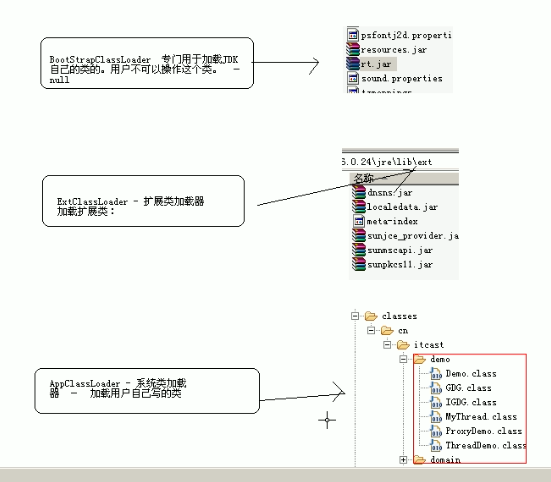 psfontj2d.properti
resources.jar
BootStrapClassLoader 专门用于加载JDK
自己的类的。用户不可以操作这个类。 -
null
rt.jar
sound.properties
6.0.24\jre\lib\ext
名称
dnsns.jar
localedata.jar
meta-index
sunjce_provider.ja
sunmscapi.jar
sunpkcs11.jar
ExtClassLoader - 扩展类加载器
加载扩展类:
classes
cn
itcast
demo
Demo.class
GDG.class
IGDG.class
MyThread.class
ProxyDemo.class
ThreadDemo.class
domain
AppClassLoader - 系统类加载
器 - 加载用户自己写的类